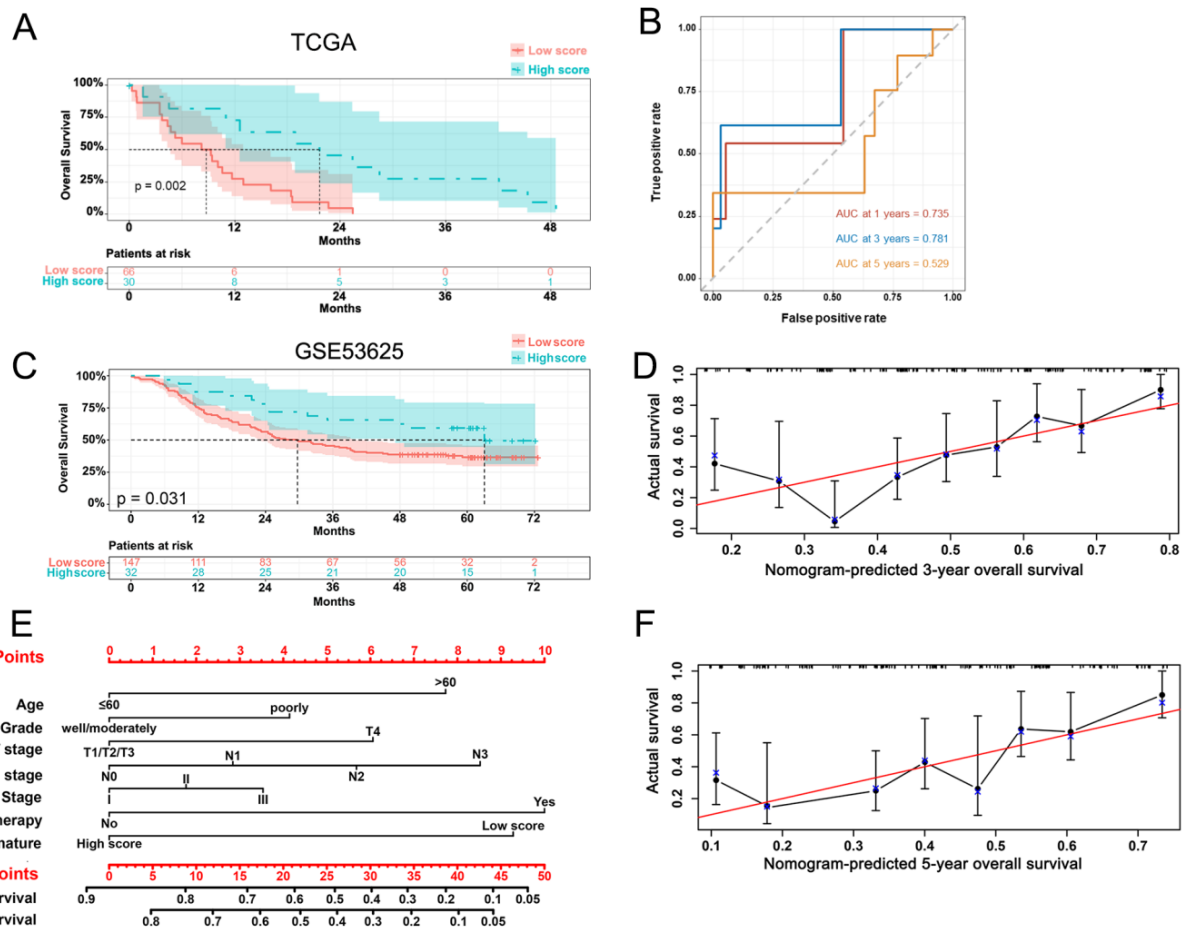 A
TCGA
Low score
High score
100%
75%
50%
25%
0%
Overall Survival
p = 0.002
0 12 24 36 48
Months
Patients at risk
Low score 66 6 1 0 0
High score 30 8 5 3 1
0 12 24 36 48
Months
B
1.00
0.75
0.50
0.25
0.00
True positive rate
AUC at 1 years = 0.735
AUC at 3 years = 0.781
AUC at 5 years = 0.529
0.00 0.25 0.50 0.75 1.00
False positive rate
C
GSE53625
Low score
High score
100%
75%
50%
25%
0%
Overall Survival
p = 0.031
0 12 24 36 48 60 72
Months
Patients at risk
Low score 147 111 83 67 56 32 2
High score 32 28 25 21 20 15 1
0 12 24 36 48 60 72
Months
D
1.0
0.8
0.6
0.4
0.2
0.0
Actual survival
0.2 0.3 0.4 0.5 0.6 0.7 0.8
Nomogram-predicted 3-year overall survival
E
Points 0 1 2 3 4 5 6 7 8 9 10
>60
Age ≤60
poorly
Grade well/moderately
T4
stage T1/T2/T3
N1 N3
stage N0 N2
II
Stage I III
Yes
herapy No
Low score
nature High score
Points 0 5 10 15 20 25 30 35 40 45 50
rvival 0.9 0.8 0.7 0.6 0.5 0.4 0.3 0.2 0.1 0.05
rvival 0.8 0.7 0.6 0.5 0.4 0.3 0.2 0.1 0.05
F
1.0
0.8
0.6
0.4
0.2
Actual survival
0.1 0.2 0.3 0.4 0.5 0.6 0.7
Nomogram-predicted 5-year overall survival